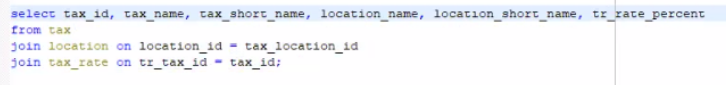 select tax_id, tax_name, tax_short_name, location_name, location_short_name, tr_rate_percent
from tax
join location on location_id = tax_location_id
join tax_rate on tr_tax_id = tax_id;